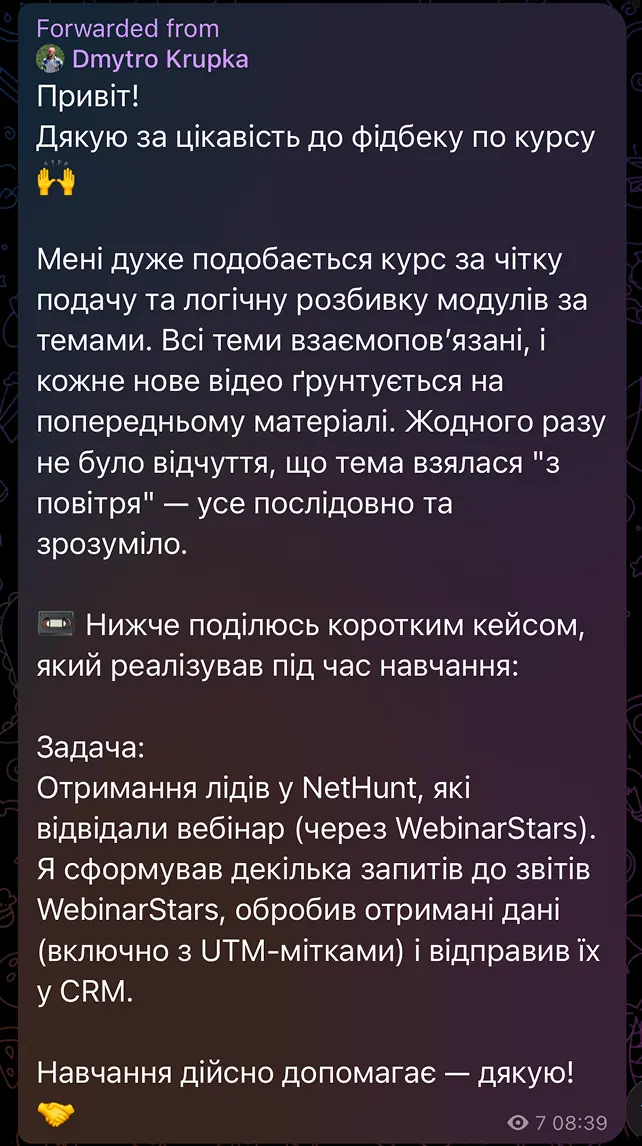 Forwarded from
Dmytro Krupka
Привіт!
Дякую за цікавість до фідбеку по курсу
🙌
Мені дуже подобається курс за чітку
подачу та логічну розбивку модулів за
темами. Всі теми взаємопов’язані, і
кожне нове відео ґрунтується на
попередньому матеріалі. Жодного разу
не було відчуття, що тема взялася "з
повітря" — усе послідовно та
зрозуміло.
📼 Нижче поділюсь коротким кейсом,
який реалізував під час навчання:
Задача:
Отримання лідів у NetHunt, які
відвідали вебінар (через WebinarStars).
Я сформував декілька запитів до звітів
WebinarStars, обробив отримані дані
(включно з UTM-мітками) і відправив їх
у CRM.
Навчання дійсно допомагає — дякую!
🤝
7 08:39